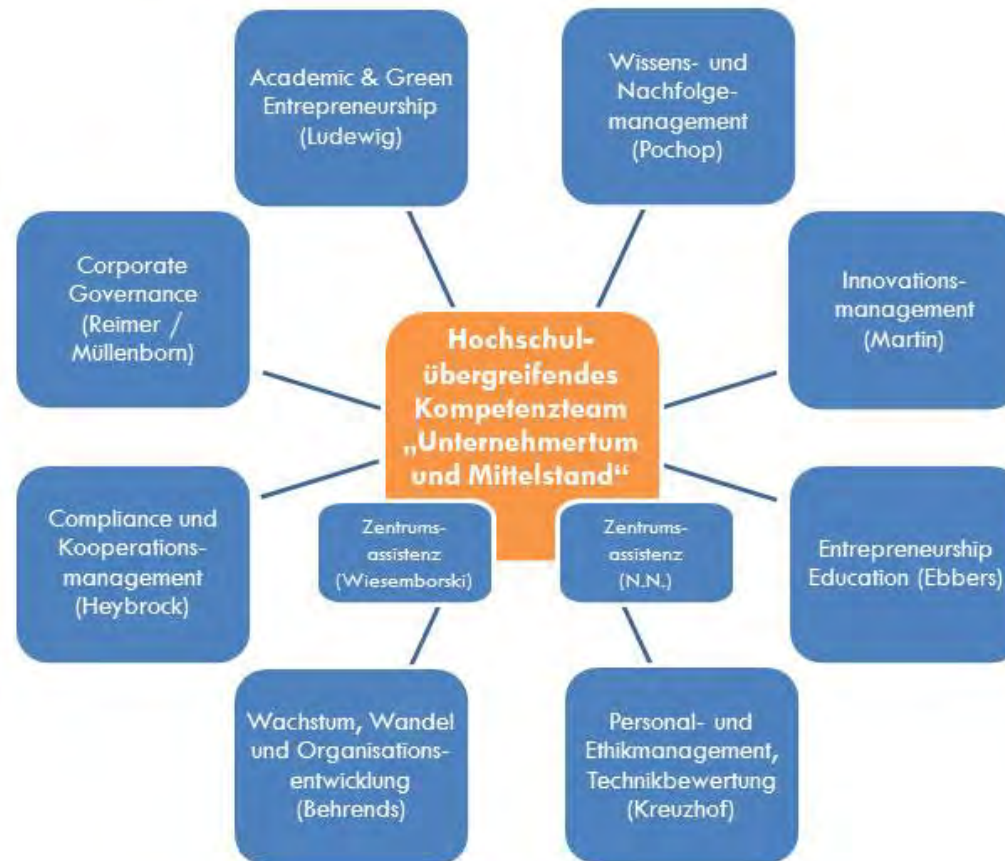 Academic & Green
Entrepreneurship
(Ludewig)
Wissens- und
Nachfolge-
management
(Pochop)
Corporate
Governance
(Reimer /
Müllenborn)
Innovations-
management
(Martin)
Hochschul-
übergreifendes
Kompetenzteam
„Unternehmertum
und Mittelstand“
Compliance und
Kooperations-
management
(Heybrock)
Zentrums-
assistenz
(Wiesemborski)
Zentrums-
assistenz
(N.N.)
Entrepreneurship
Education (Ebbers)
Wachstum, Wandel
und Organisations-
entwicklung
(Behrends)
Personal- und
Ethikmanagement,
Technikbewertung
(Kreuzhof)